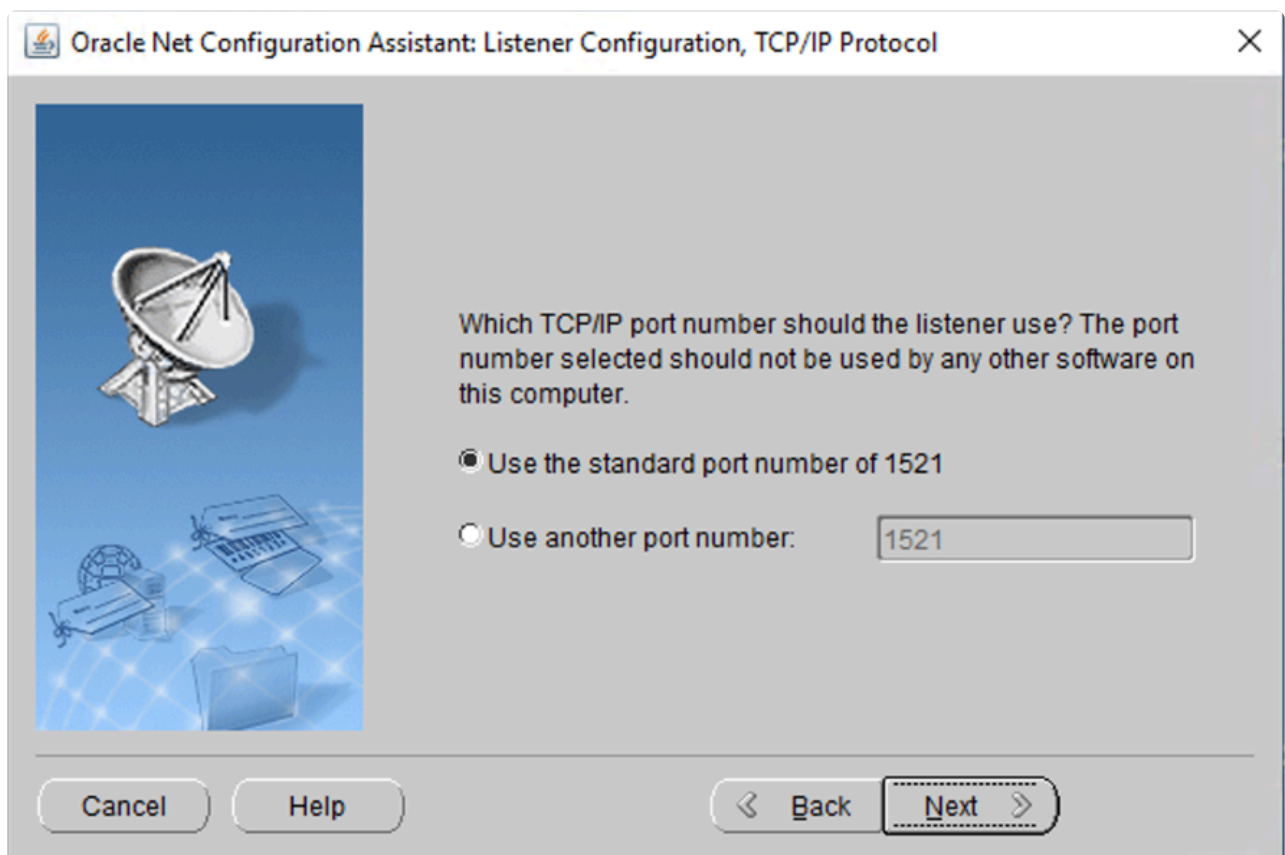 Oracle Net Configuration Assistant: Listener Configuration, TCP/IP Protocol
Which TCP/IP port number should the listener use? The port
number selected should not be used by any other software on
this computer.
Use the standard port number of 1521
Use another port number: 1521
Cancel Help Back Next